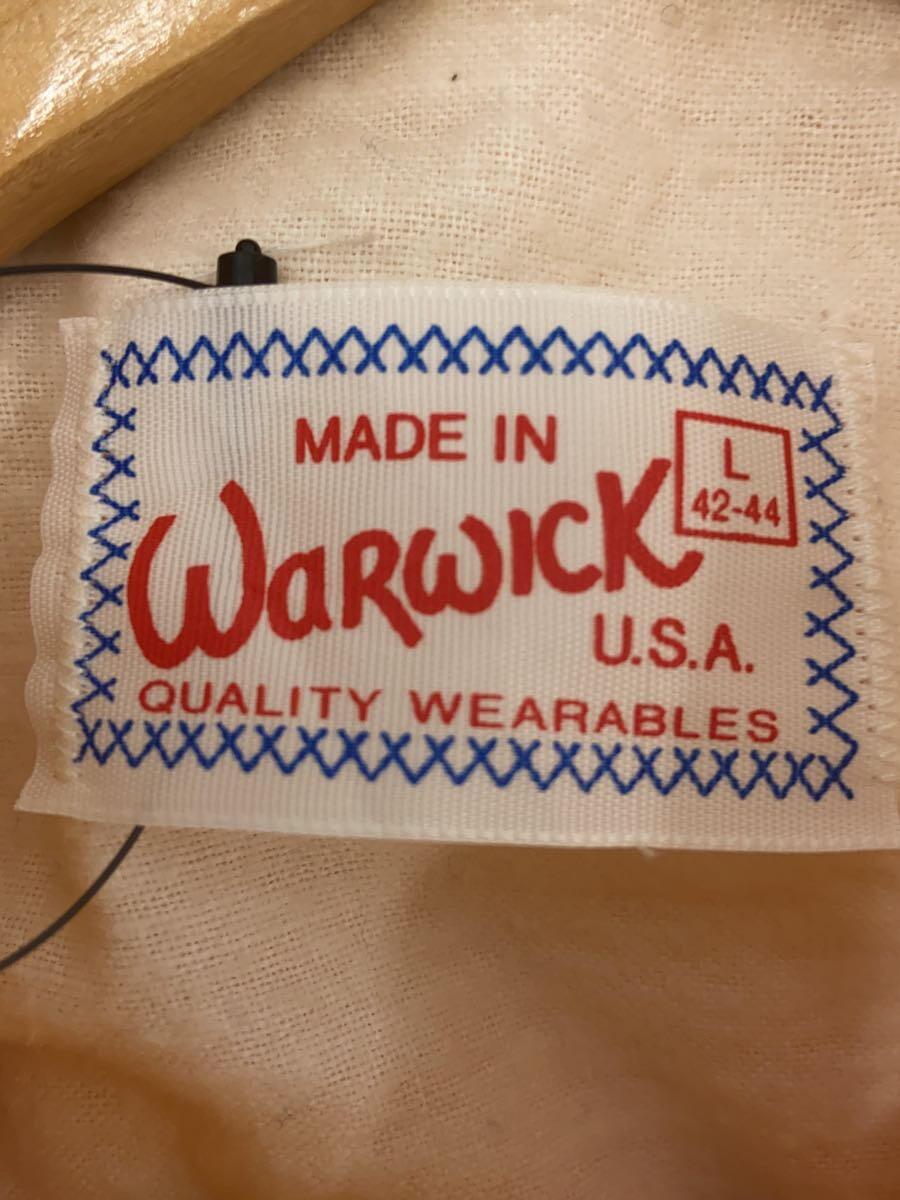 MADE IN
L
42-44
WARWICK
U.S.A.
QUALITY WEARABLES